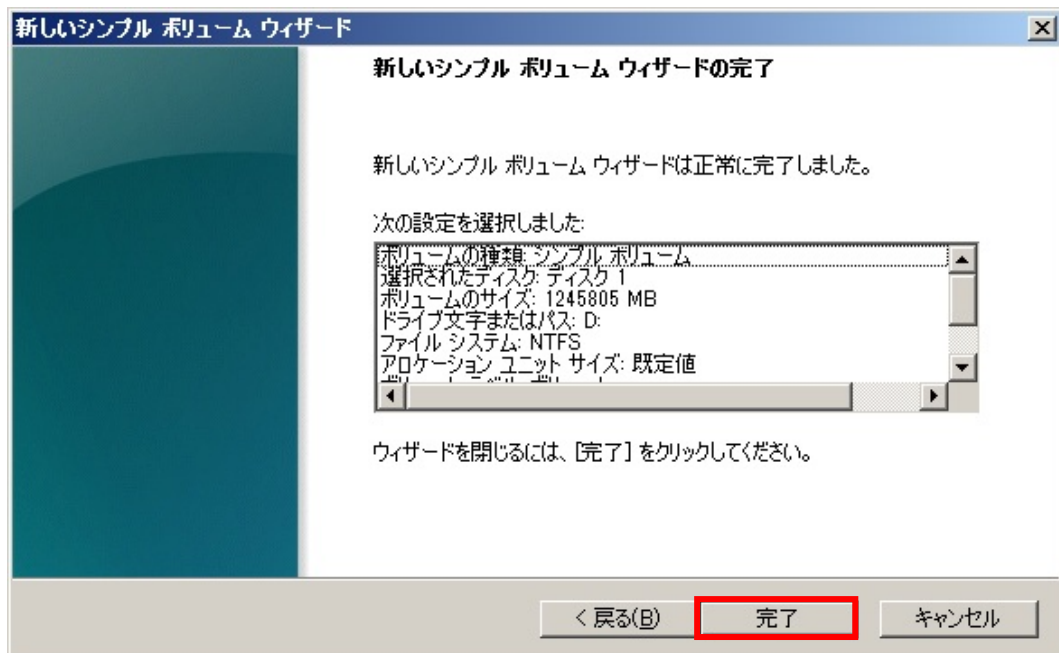 新しいシンプル ボリューム ウィザード
新しいシンプル ボリューム ウィザードの完了
新しいシンプル ボリューム ウィザードは正常に完了しました。
次の設定を選択しました:
ボリュームの種類: シンプル ボリューム
選択されたディスク: ディスク 1
ボリュームのサイズ: 1245805 MB
ドライブ文字またはパス: D:
ファイル システム: NTFS
アロケーション ユニット サイズ: 既定値
ウィザードを閉じるには、[完了] をクリックしてください。
< 戻る(B)
完了
キャンセル